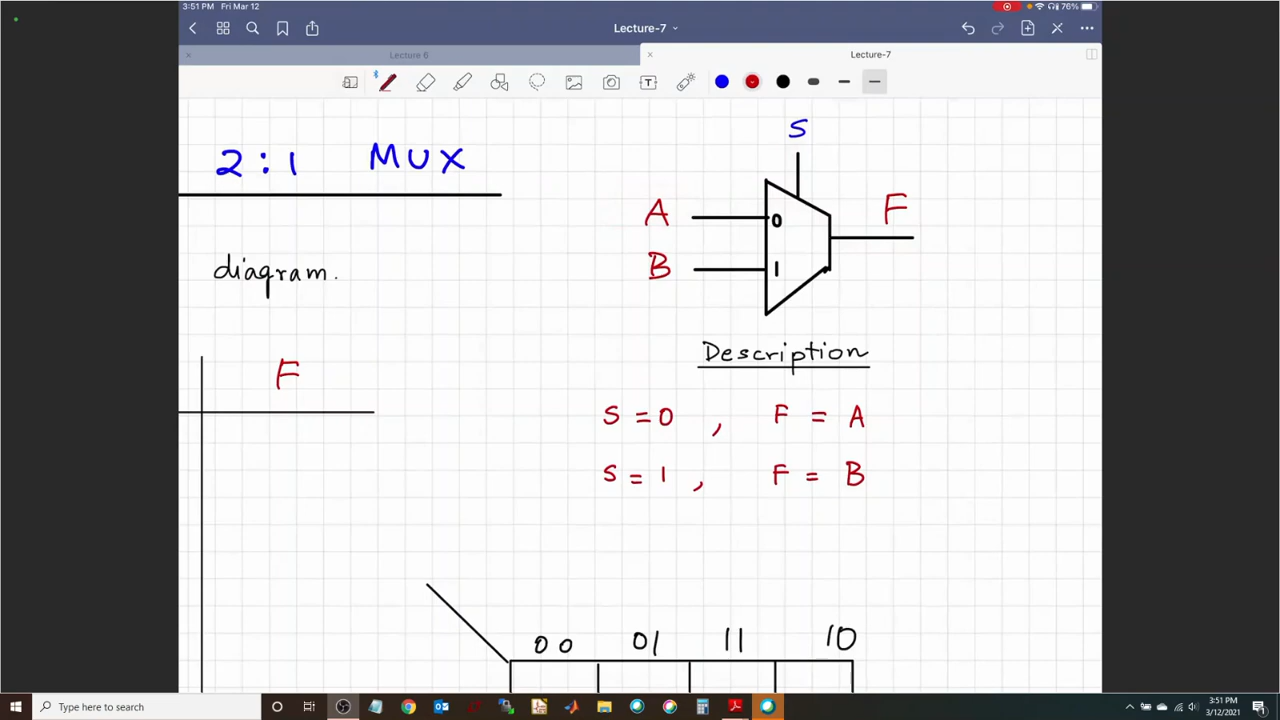 3:51 PM Fri Mar 12
76%
Lecture-7
Lecture 6
Lecture-7
T
2:1 MUX
S
A
0
F
B
1
diagram.
Description
F
S = 0 , F = A
S = 1 , F = B
00 01 11 10
Type here to search
3:51 PM
3/12/2021